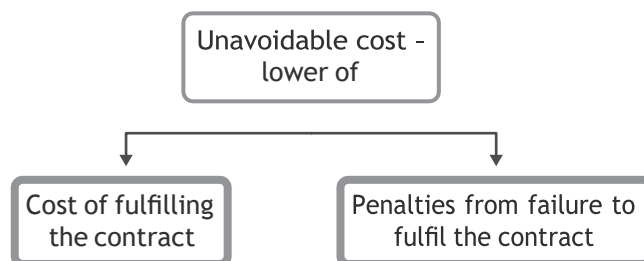 Unavoidable cost –
lower of
Cost of fulfilling
the contract
Penalties from failure to
fulfil the contract